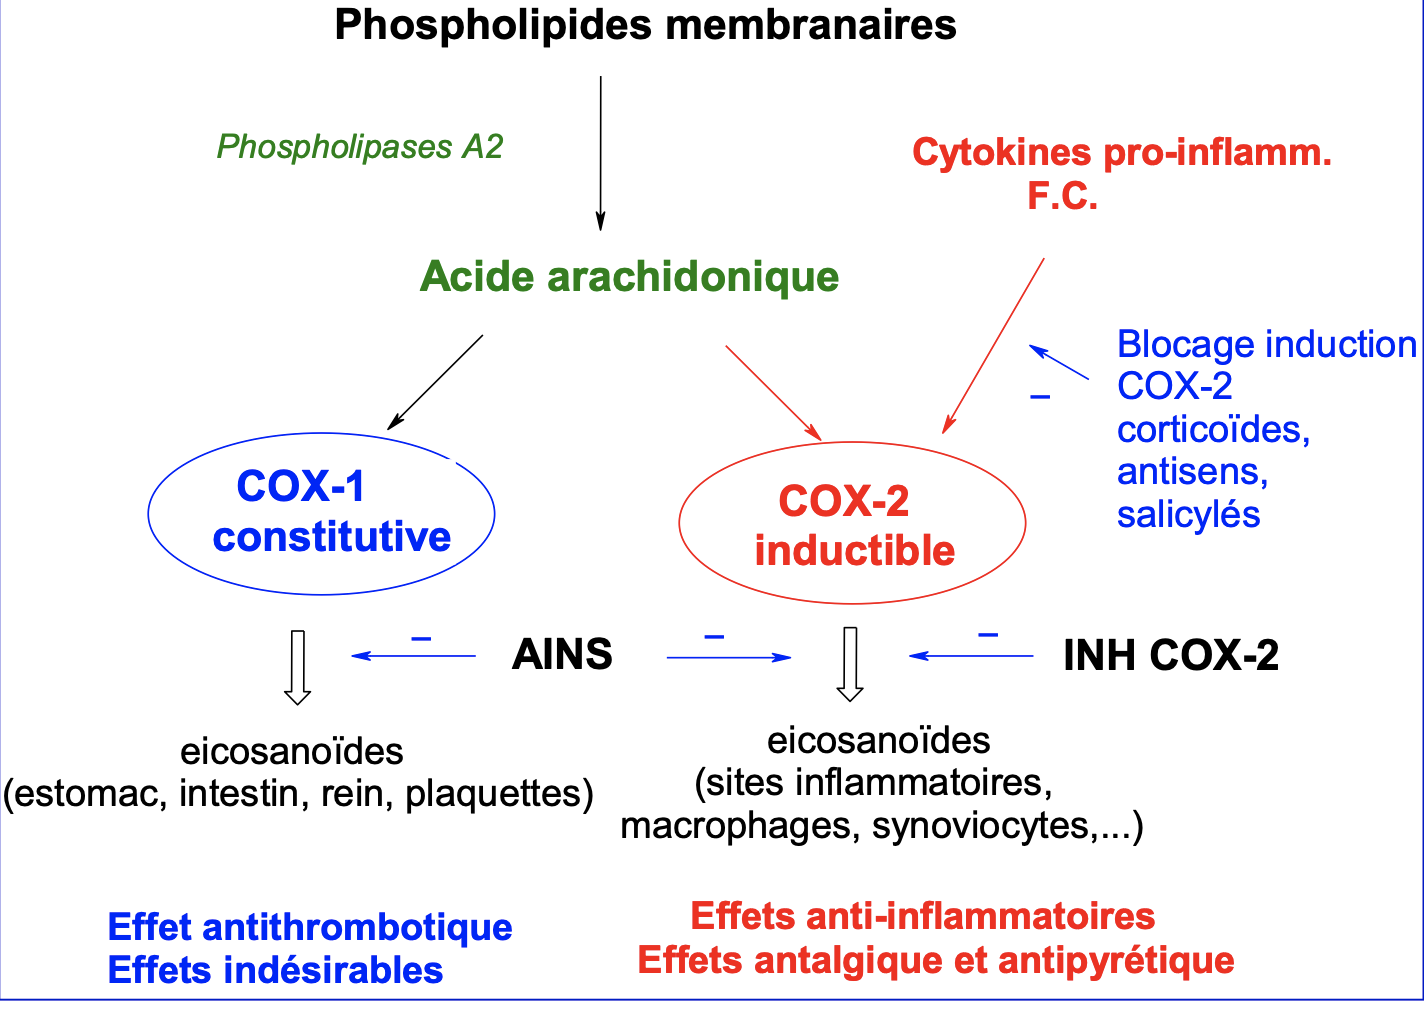 Phospholipides membranaires
Phospholipases A2
Cytokines pro-inflamm.
F.C.
Acide arachidonique
Blocage induction
COX-2
corticoïdes,
antisens,
salicylés
–
COX-1
constitutive
COX-2
inductible
–
–
–
AINS
INH COX-2
eicosanoïdes
(estomac, intestin, rein, plaquettes)
eicosanoïdes
(sites inflammatoires,
macrophages, synoviocytes,...)
Effet antithrombotique
Effets indésirables
Effets anti-inflammatoires
Effets antalgique et antipyrétique